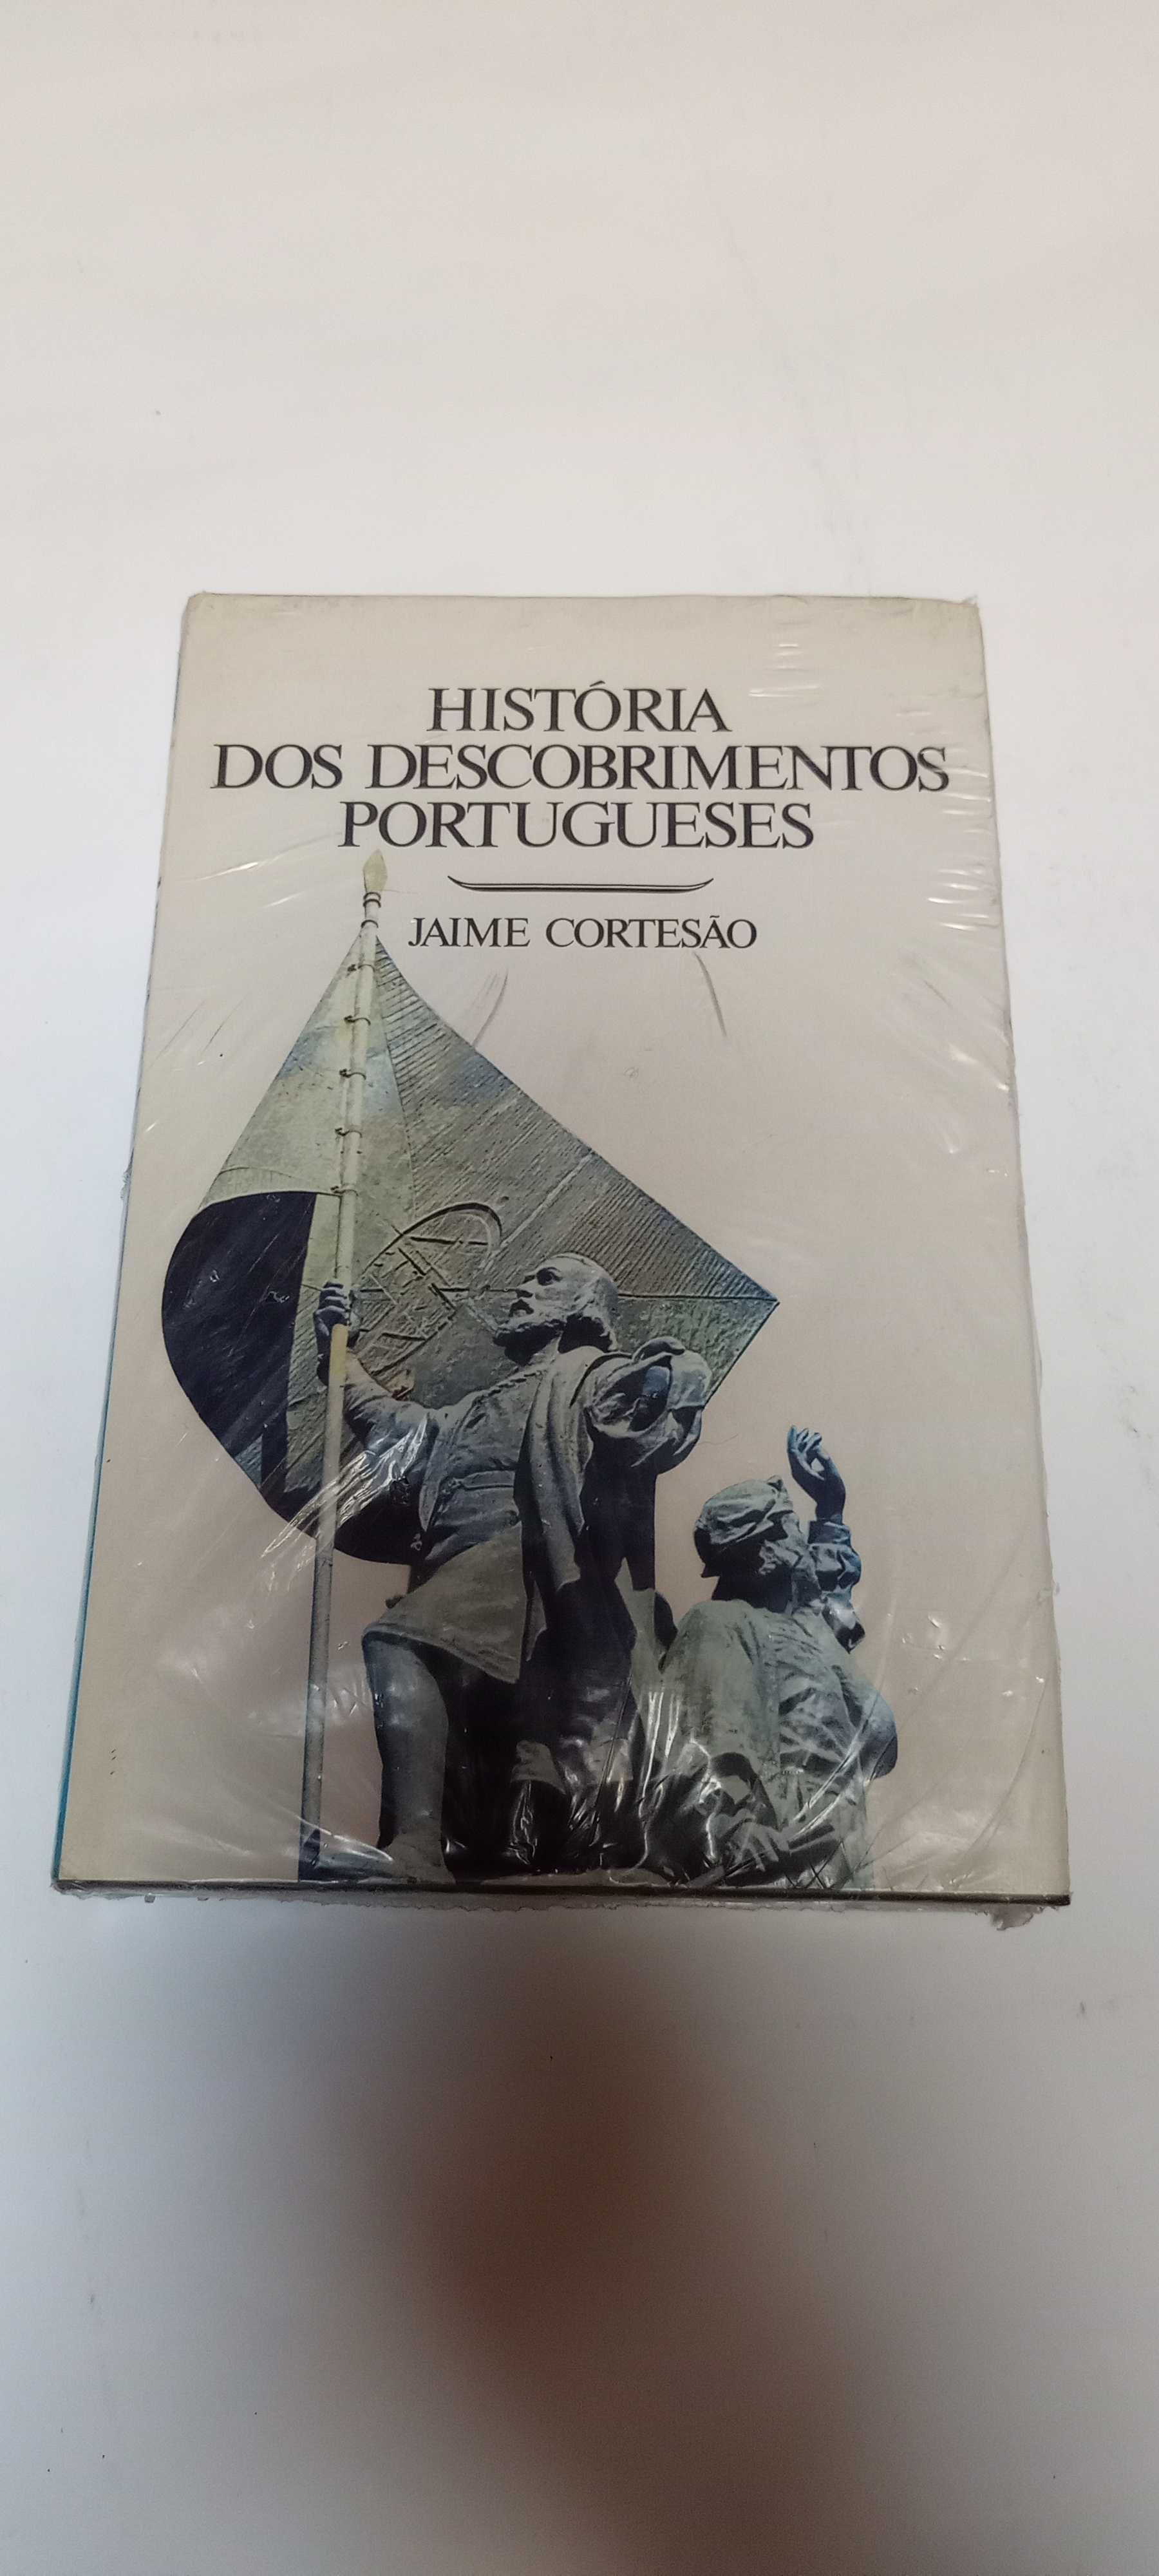 HISTÓRIA
DOS DESCOBRIMENTOS
PORTUGUESES
JAIME CORTESÃO